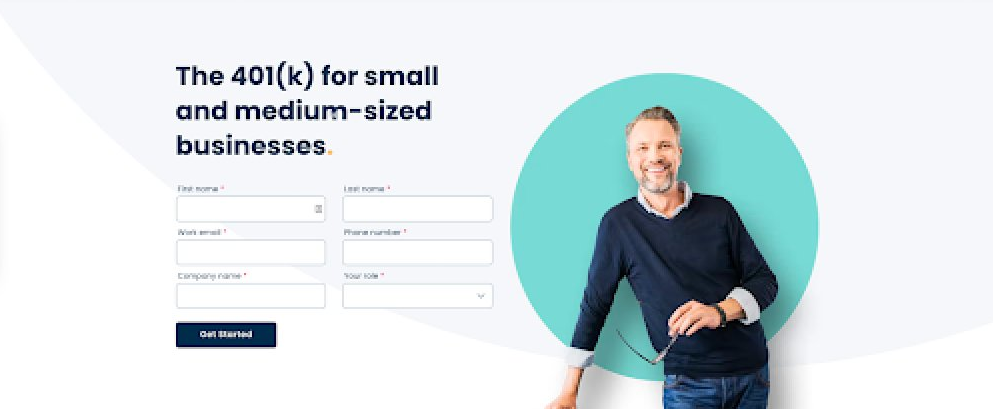 The 401(k) for small
and medium-sized
businesses.
First name * Last name *
Work email * Phone number *
Company name * Your role *
Get Started